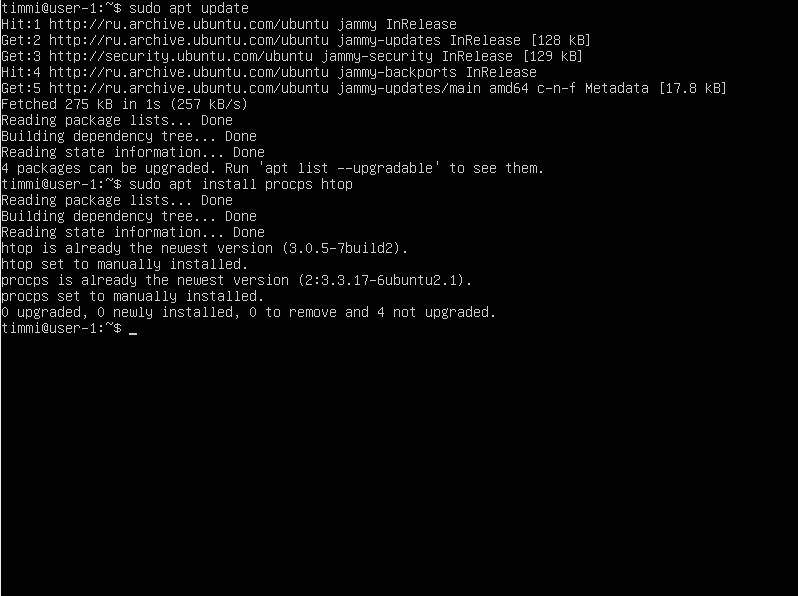 timmi@user-1:~$ sudo apt update
Hit:1 http://ru.archive.ubuntu.com/ubuntu jammy InRelease
Get:2 http://ru.archive.ubuntu.com/ubuntu jammy-updates InRelease [128 kB]
Get:3 http://security.ubuntu.com/ubuntu jammy-security InRelease [129 kB]
Hit:4 http://ru.archive.ubuntu.com/ubuntu jammy-backports InRelease
Get:5 http://ru.archive.ubuntu.com/ubuntu jammy-updates/main amd64 c-n-f Metadata [17.8 kB]
Fetched 275 kB in 1s (257 kB/s)
Reading package lists... Done
Building dependency tree... Done
Reading state information... Done
4 packages can be upgraded. Run 'apt list --upgradable' to see them.
timmi@user-1:~$ sudo apt install procps htop
Reading package lists... Done
Building dependency tree... Done
Reading state information... Done
htop is already the newest version (3.0.5-7build2).
htop set to manually installed.
procps is already the newest version (2:3.3.17-6ubuntu2.1).
procps set to manually installed.
0 upgraded, 0 newly installed, 0 to remove and 4 not upgraded.
timmi@user-1:~$ _